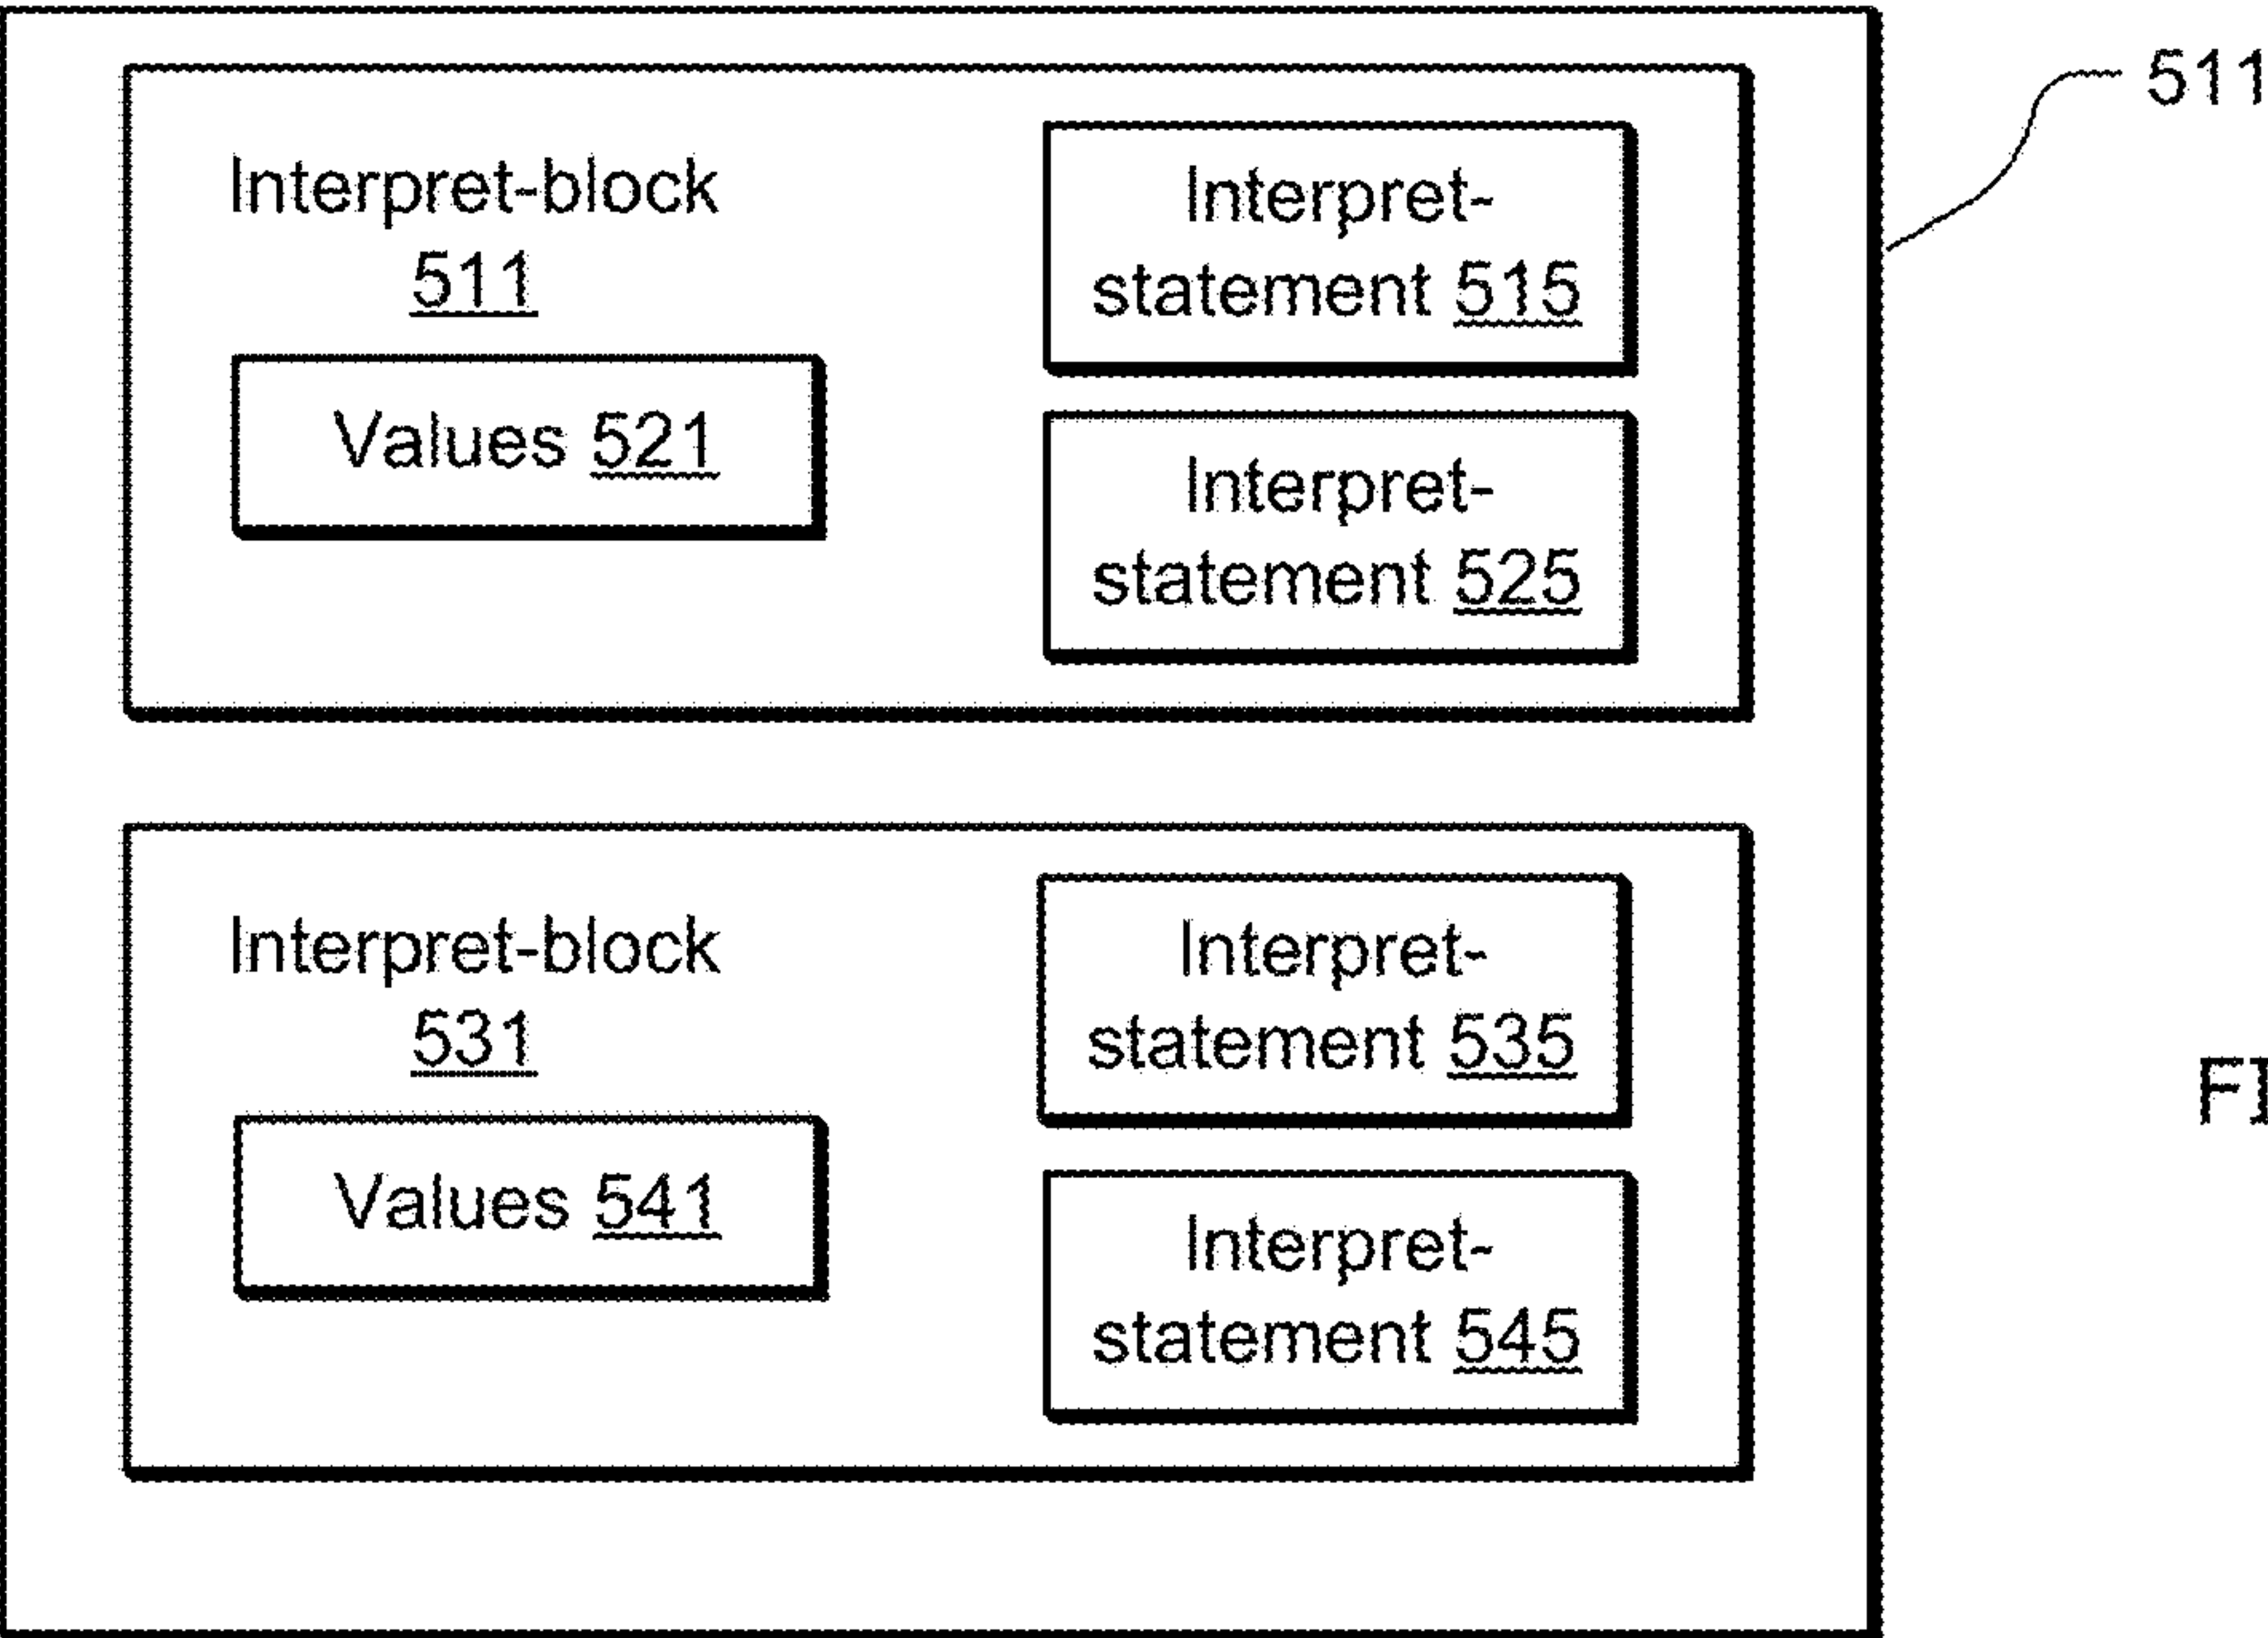 511
Interpret-block
511
Values 521
Interpret-
statement 515
Interpret-
statement 525
Interpret-block
531
Values 541
Interpret-
statement 535
Interpret-
statement 545